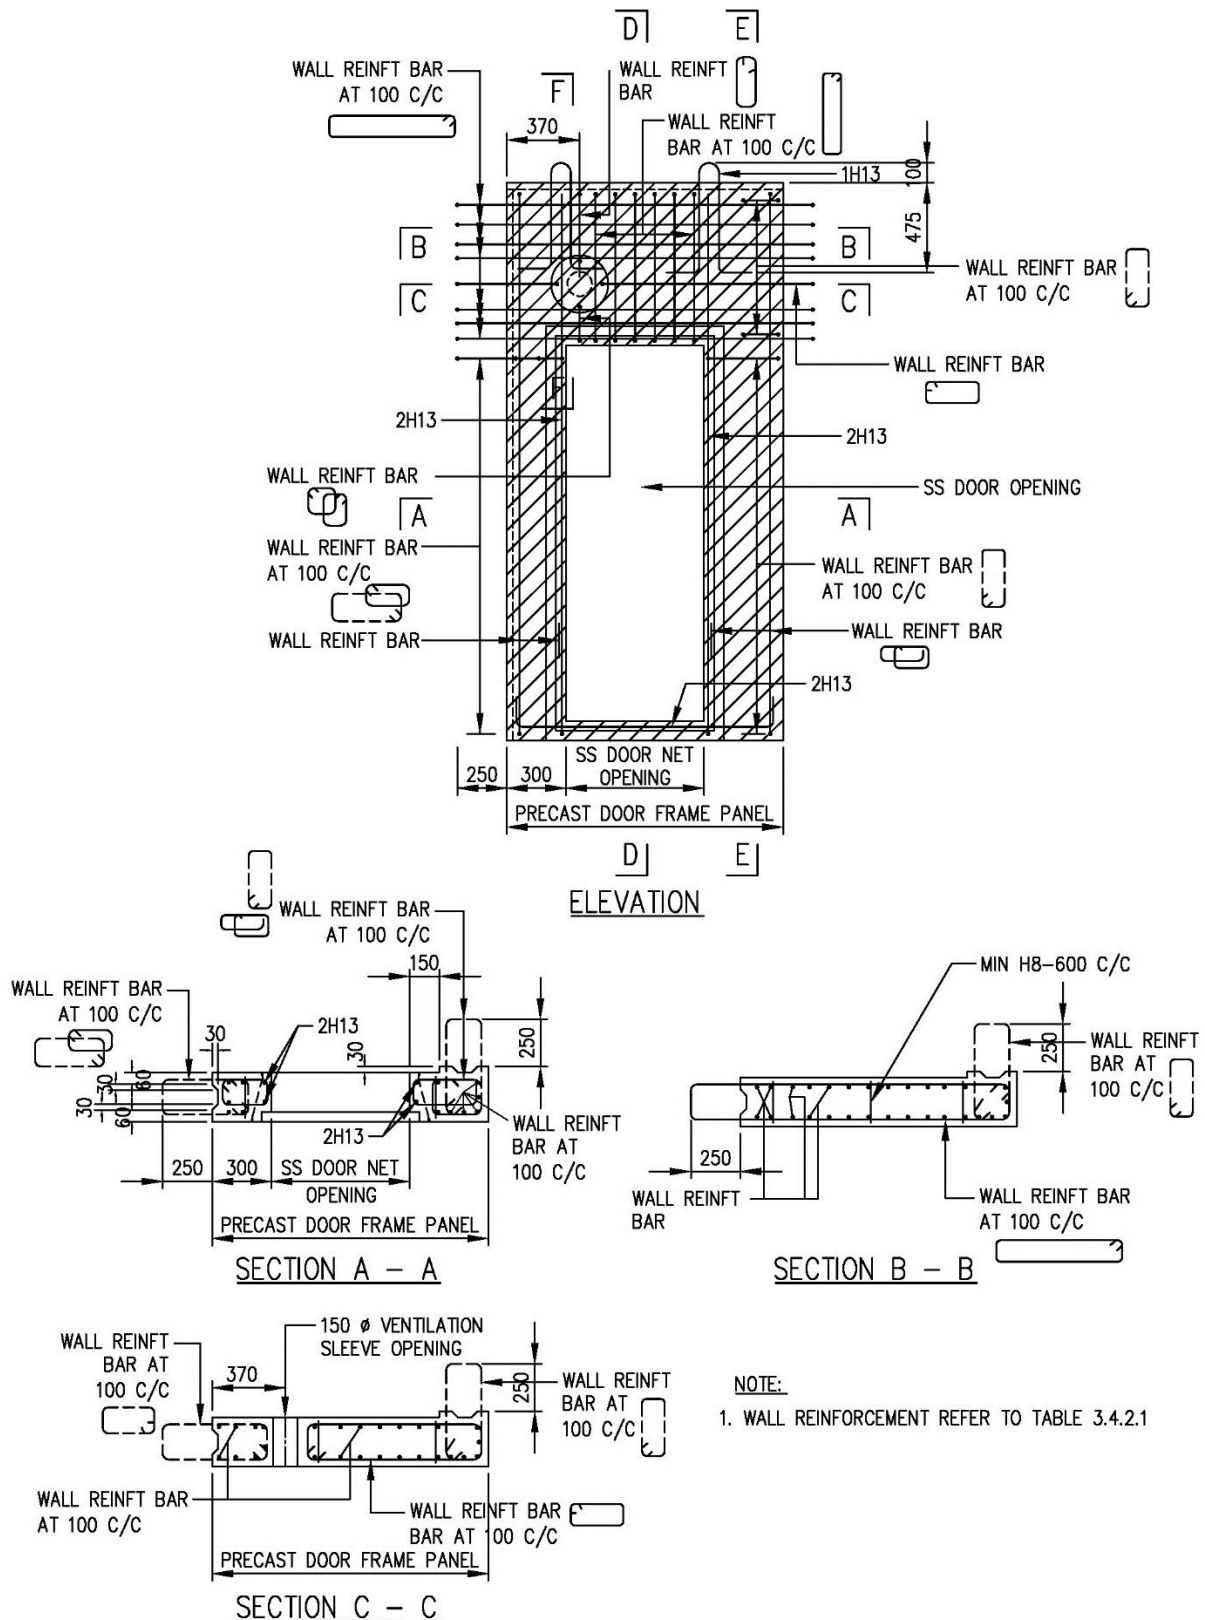 D
E
WALL REINFT BAR
AT 100 C/C
F
WALL REINFT
BAR
370
WALL REINFT
BAR AT 100 C/C
1H13
100
475
B
B
WALL REINFT BAR
AT 100 C/C
C
C
WALL REINFT BAR
F
2H13
2H13
WALL REINFT BAR
SS DOOR OPENING
A
A
WALL REINFT BAR
AT 100 C/C
WALL REINFT BAR
AT 100 C/C
WALL REINFT BAR
WALL REINFT BAR
2H13
250
300
SS DOOR NET
OPENING
PRECAST DOOR FRAME PANEL
D
E
ELEVATION
WALL REINFT BAR
AT 100 C/C
150
WALL REINFT BAR
AT 100 C/C
30
2H13
30
250
60
30
30
60
2H13
WALL REINFT
BAR AT
100 C/C
250
300
SS DOOR NET
OPENING
PRECAST DOOR FRAME PANEL
SECTION A - A
MIN H8-600 C/C
250
WALL REINFT
BAR AT
100 C/C
250
WALL REINFT
BAR
WALL REINFT BAR
AT 100 C/C
SECTION B - B
WALL REINFT
BAR AT
100 C/C
150 ø VENTILATION
SLEEVE OPENING
370
250
WALL REINFT
BAR AT
100 C/C
WALL REINFT BAR
AT 100 C/C
WALL REINFT BAR
BAR AT 100 C/C
PRECAST DOOR FRAME PANEL
SECTION C - C
NOTE:
1. WALL REINFORCEMENT REFER TO TABLE 3.4.2.1